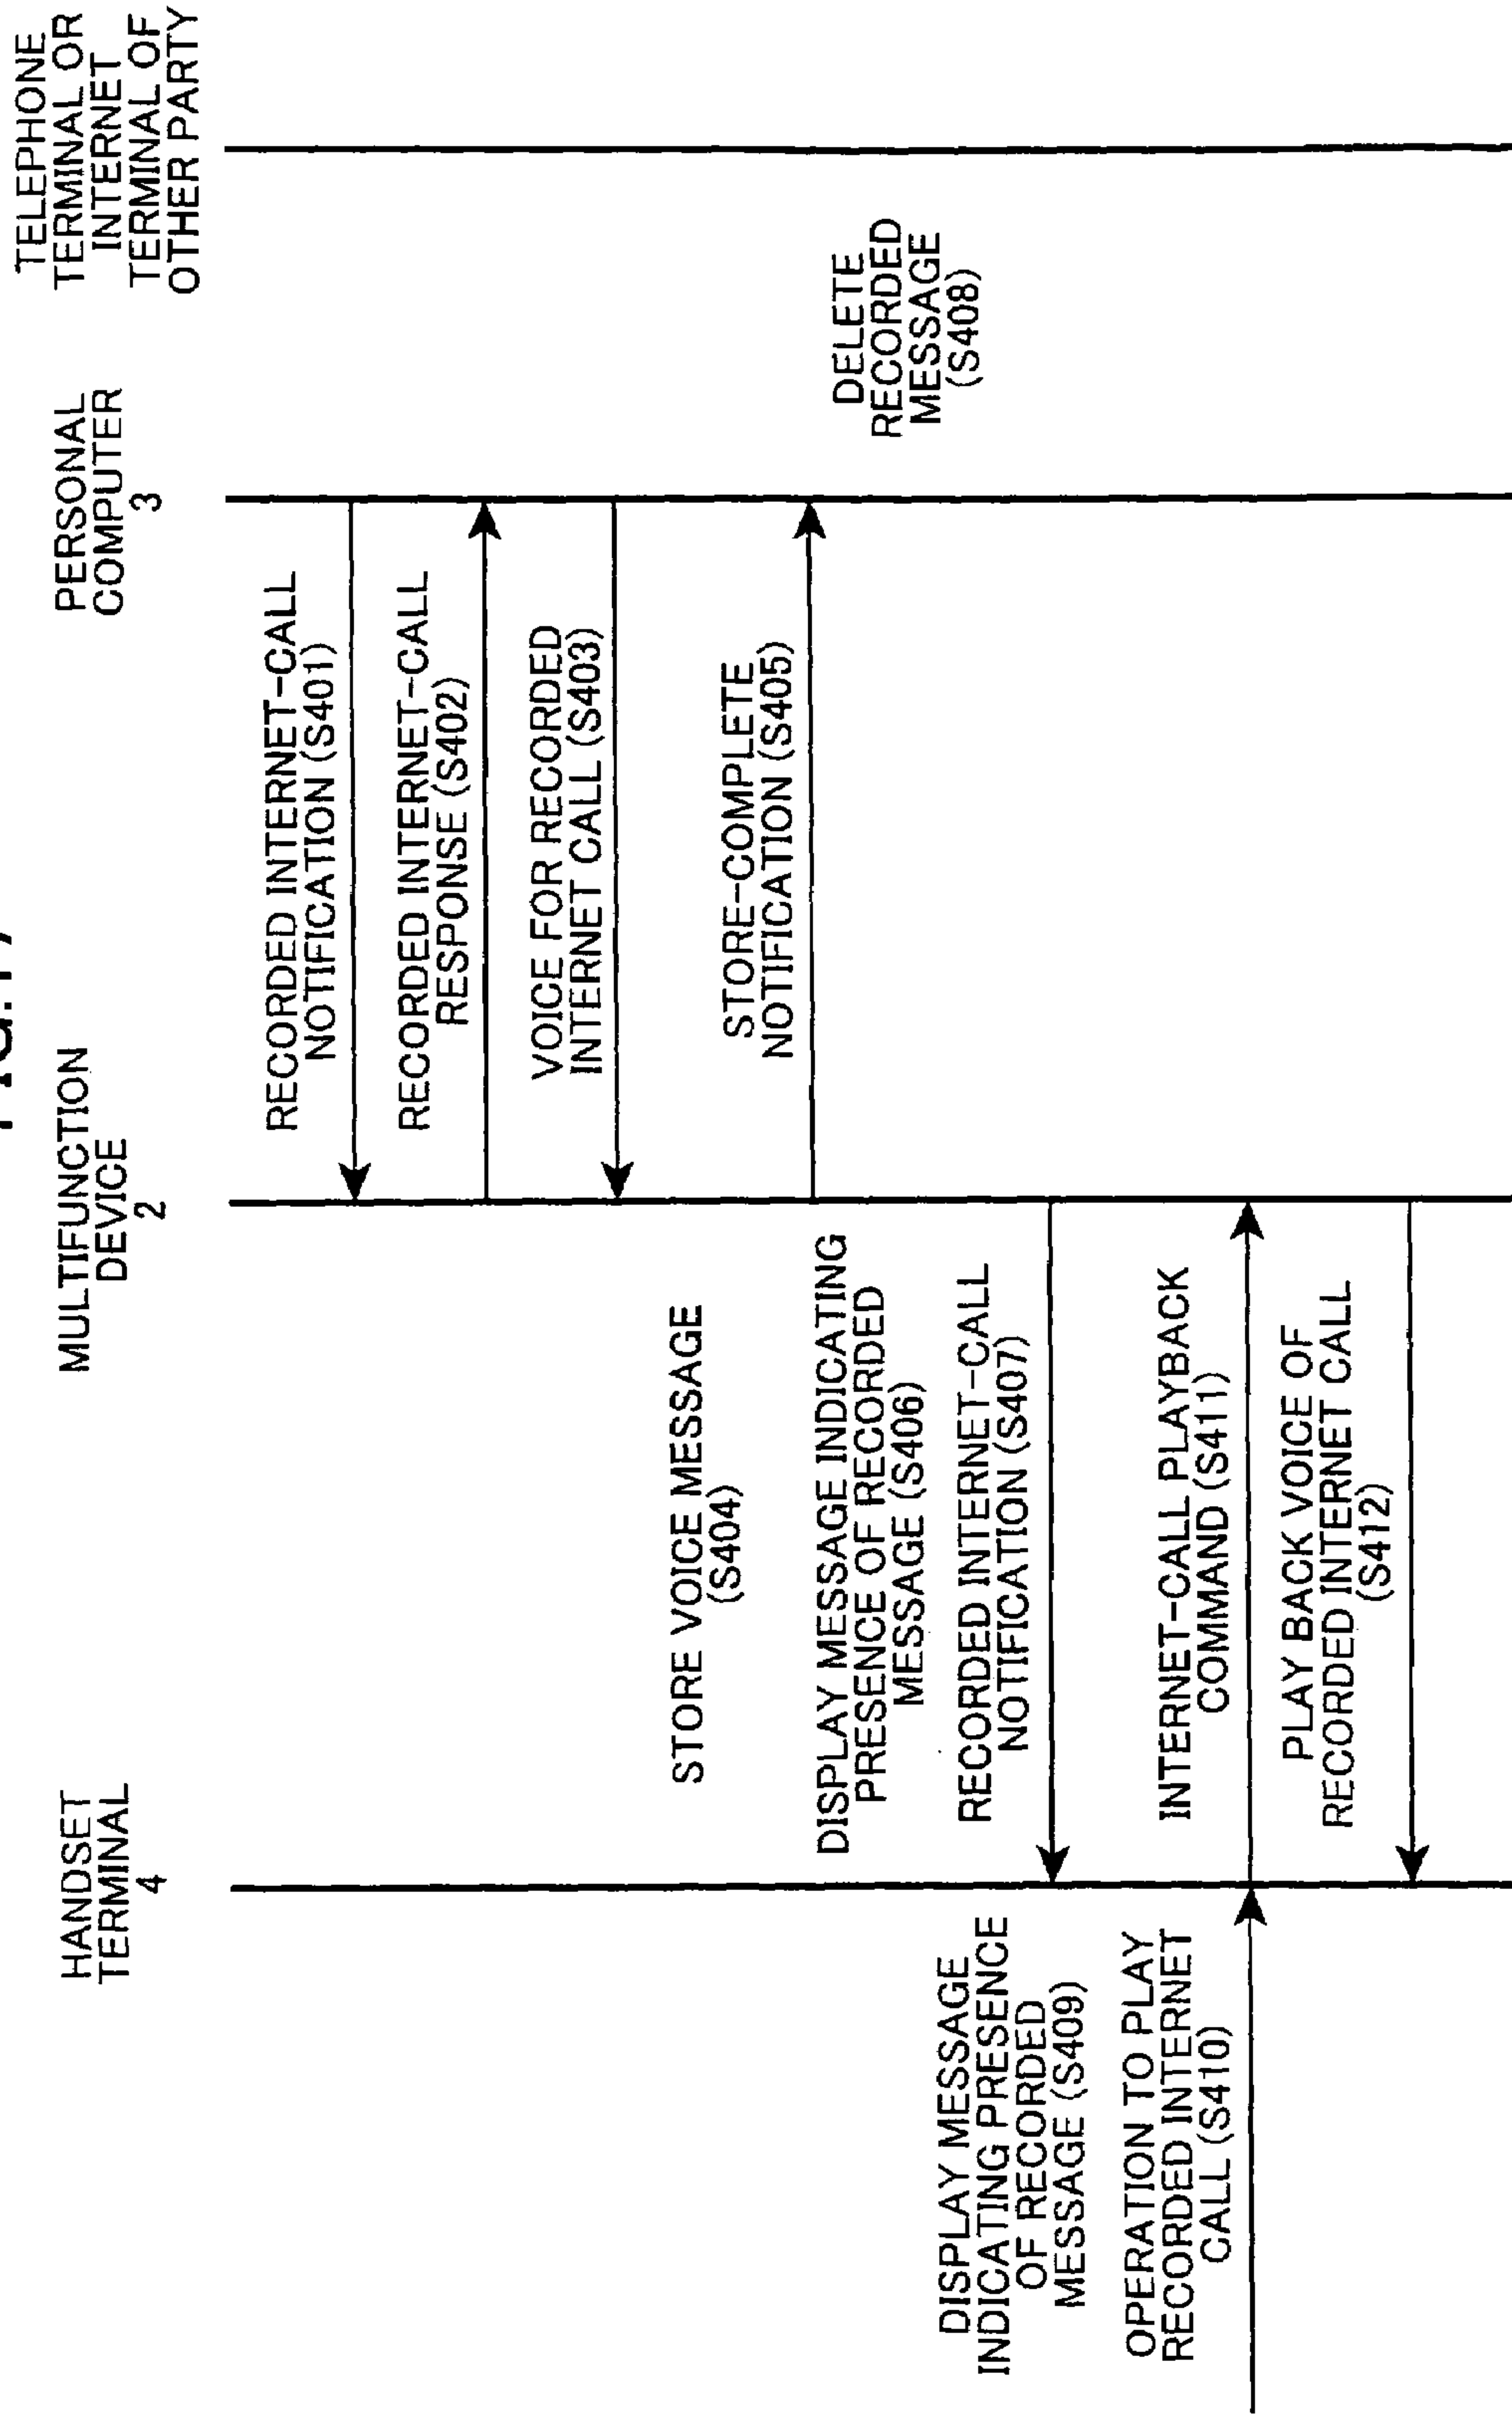 HANDSET
TERMINAL
4
MULTIFUNCTION
DEVICE
2
PERSONAL
COMPUTER
3
TELEPHONE
TERMINAL OR
INTERNET
TERMINAL OF
OTHER PARTY
RECORDED INTERNET-CALL
NOTIFICATION (S401)
RECORDED INTERNET-CALL
RESPONSE (S402)
VOICE FOR RECORDED
INTERNET CALL (S403)
STORE VOICE MESSAGE
(S404)
STORE-COMPLETE
NOTIFICATION (S405)
DISPLAY MESSAGE INDICATING
PRESENCE OF RECORDED
MESSAGE (S406)
RECORDED INTERNET-CALL
NOTIFICATION (S407)
DELETE
RECORDED
MESSAGE
(S408)
DISPLAY MESSAGE
INDICATING PRESENCE
OF RECORDED
MESSAGE (S409)
OPERATION TO PLAY
RECORDED INTERNET
CALL (S410)
INTERNET-CALL PLAYBACK
COMMAND (S411)
PLAY BACK VOICE OF
RECORDED INTERNET CALL
(S412)